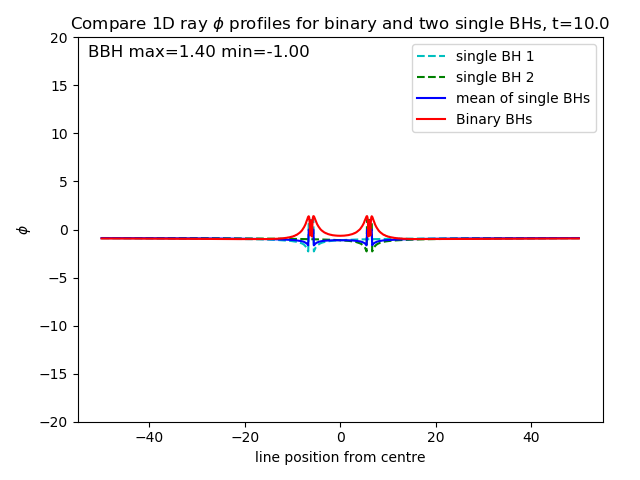 Compare 1D ray ϕ profiles for binary and two single BHs, t=10.0
BBH max=1.40 min=-1.00
single BH 1
single BH 2
mean of single BHs
Binary BHs
20
15
10
5
0
−5
−10
−15
−20
ϕ
−40
−20
0
20
40
line position from centre